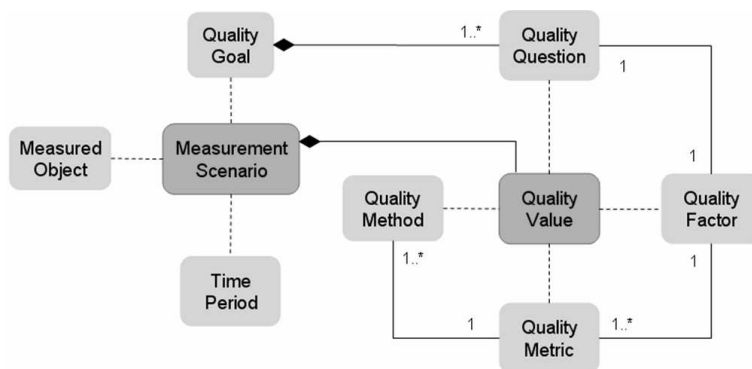 Quality
Goal
1..*
Quality
Question
1
Measured
Object
Measurement
Scenario
1
Quality
Method
Quality
Value
Quality
Factor
1..*
1
Time
Period
1
Quality
Metric
1..*